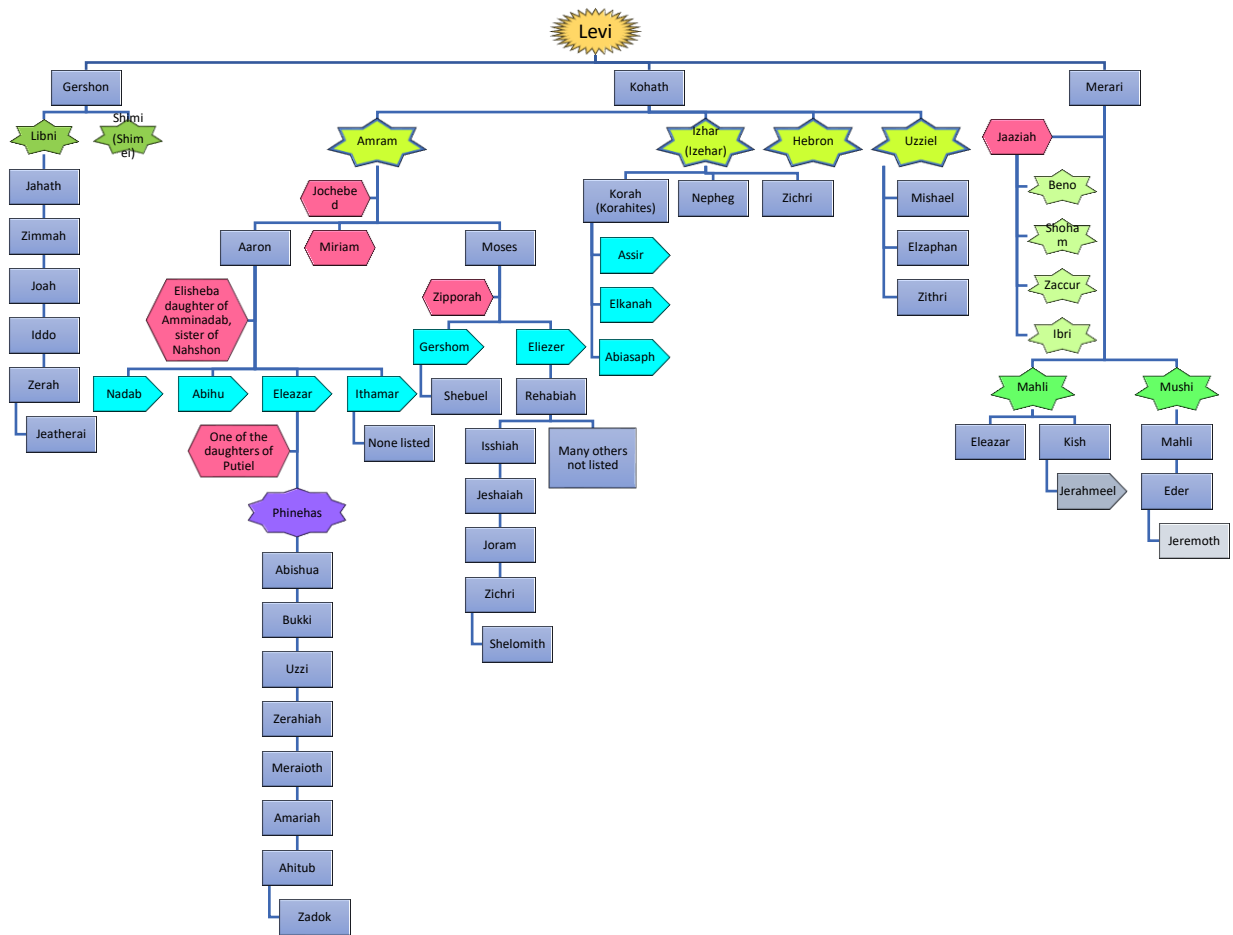 Levi
Gershon
Kohath
Merari
Libni
Shimi
(Shim
ei)
Amram
Izhar
(Izehar)
Hebron
Uzziel
Jaaziah
Jahath
Zimmah
Joah
Iddo
Zerah
Jeatherai
Jochebe
d
Aaron
Miriam
Moses
Elisheba
daughter of
Amminadab,
sister of
Nahshon
Zipporah
Nadab
Abihu
Eleazar
Ithamar
None listed
One of the
daughters of
Putiel
Phinehas
Abishua
Bukki
Uzzi
Zerahiah
Meraioth
Amariah
Ahitub
Zadok
Gershom
Eliezer
Shebuel
Rehabiah
Isshiah
Many others
not listed
Jeshaiah
Joram
Zichri
Shelomith
Korah
(Korahites)
Nepheg
Zichri
Assir
Elkanah
Abiasaph
Mishael
Elzaphan
Zithri
Beno
Shoha
m
Zaccur
Ibri
Mahli
Mushi
Eleazar
Kish
Jerahmeel
Mahli
Eder
Jeremoth